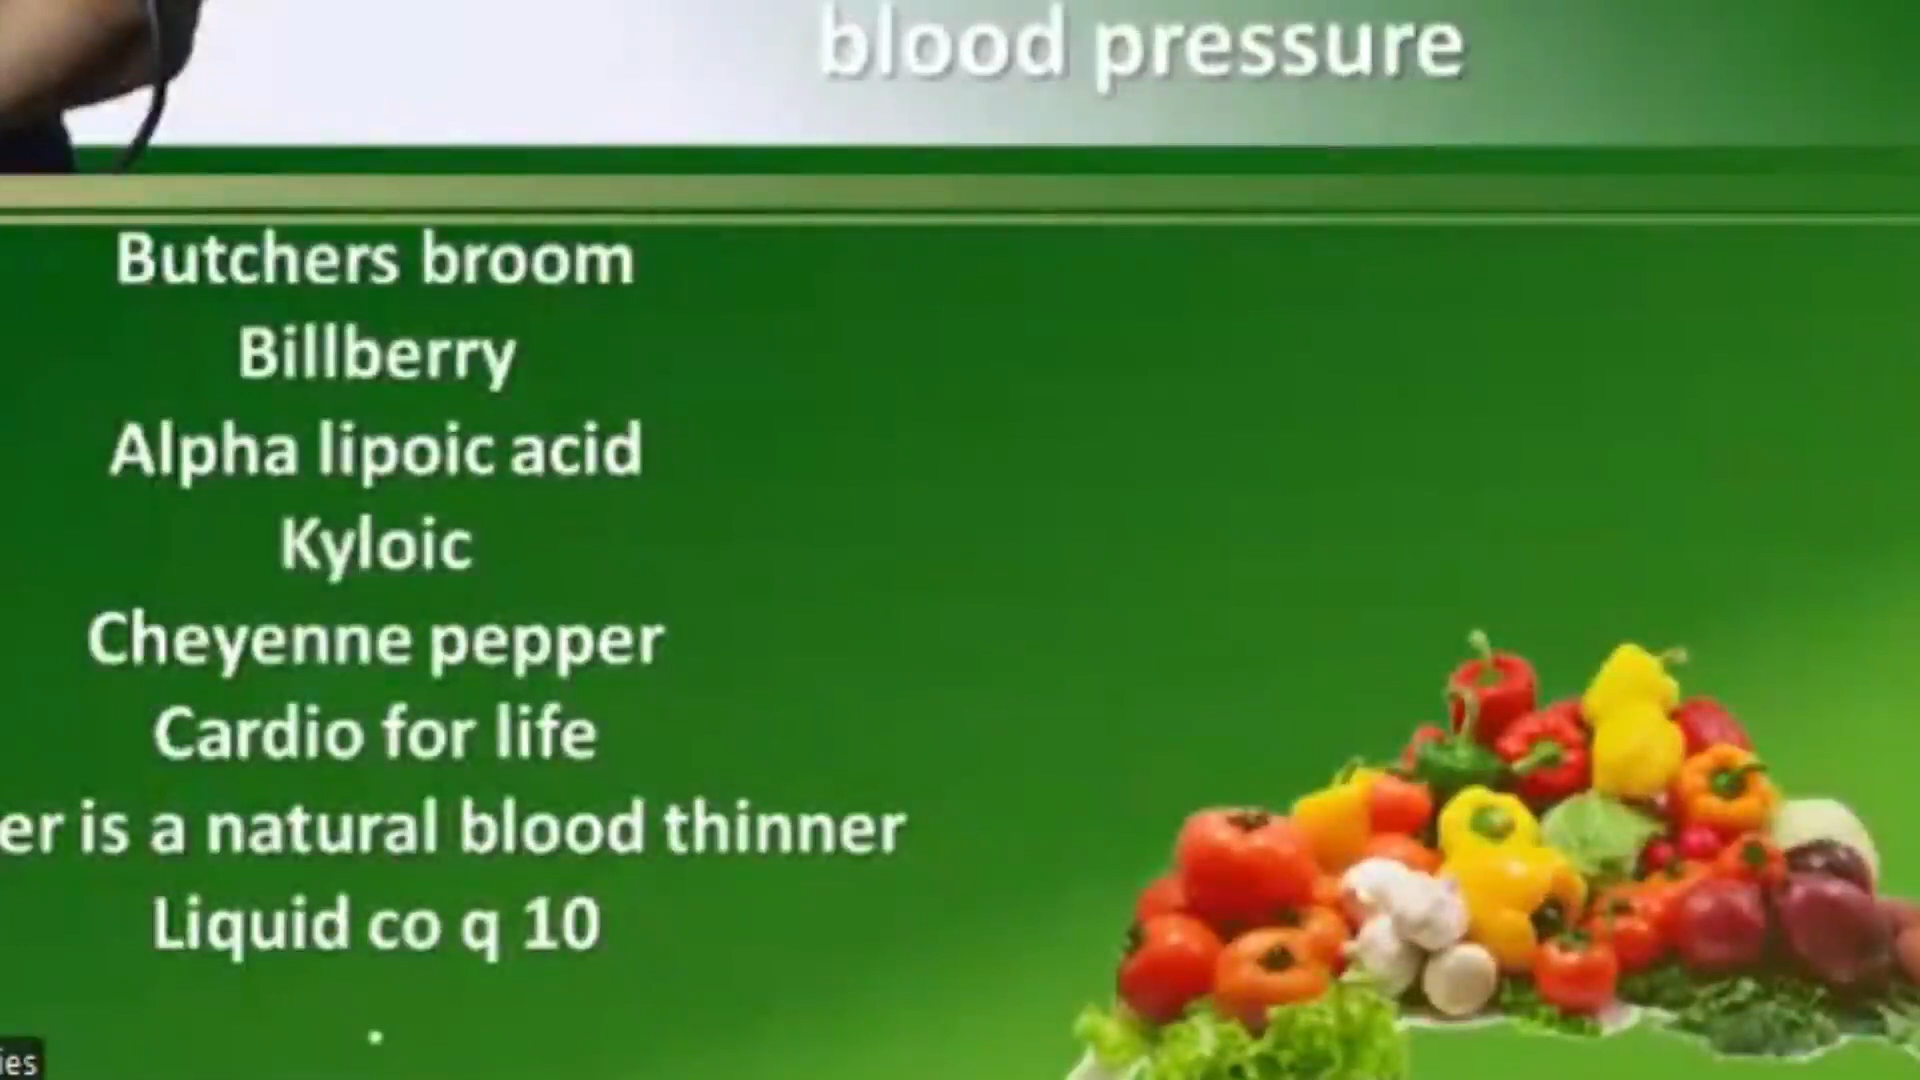 blood pressure
Butchers broom
Billberry
Alpha lipoic acid
Kyloic
Cheyenne pepper
Cardio for life
is a natural blood thinner
Liquid co q 10
.